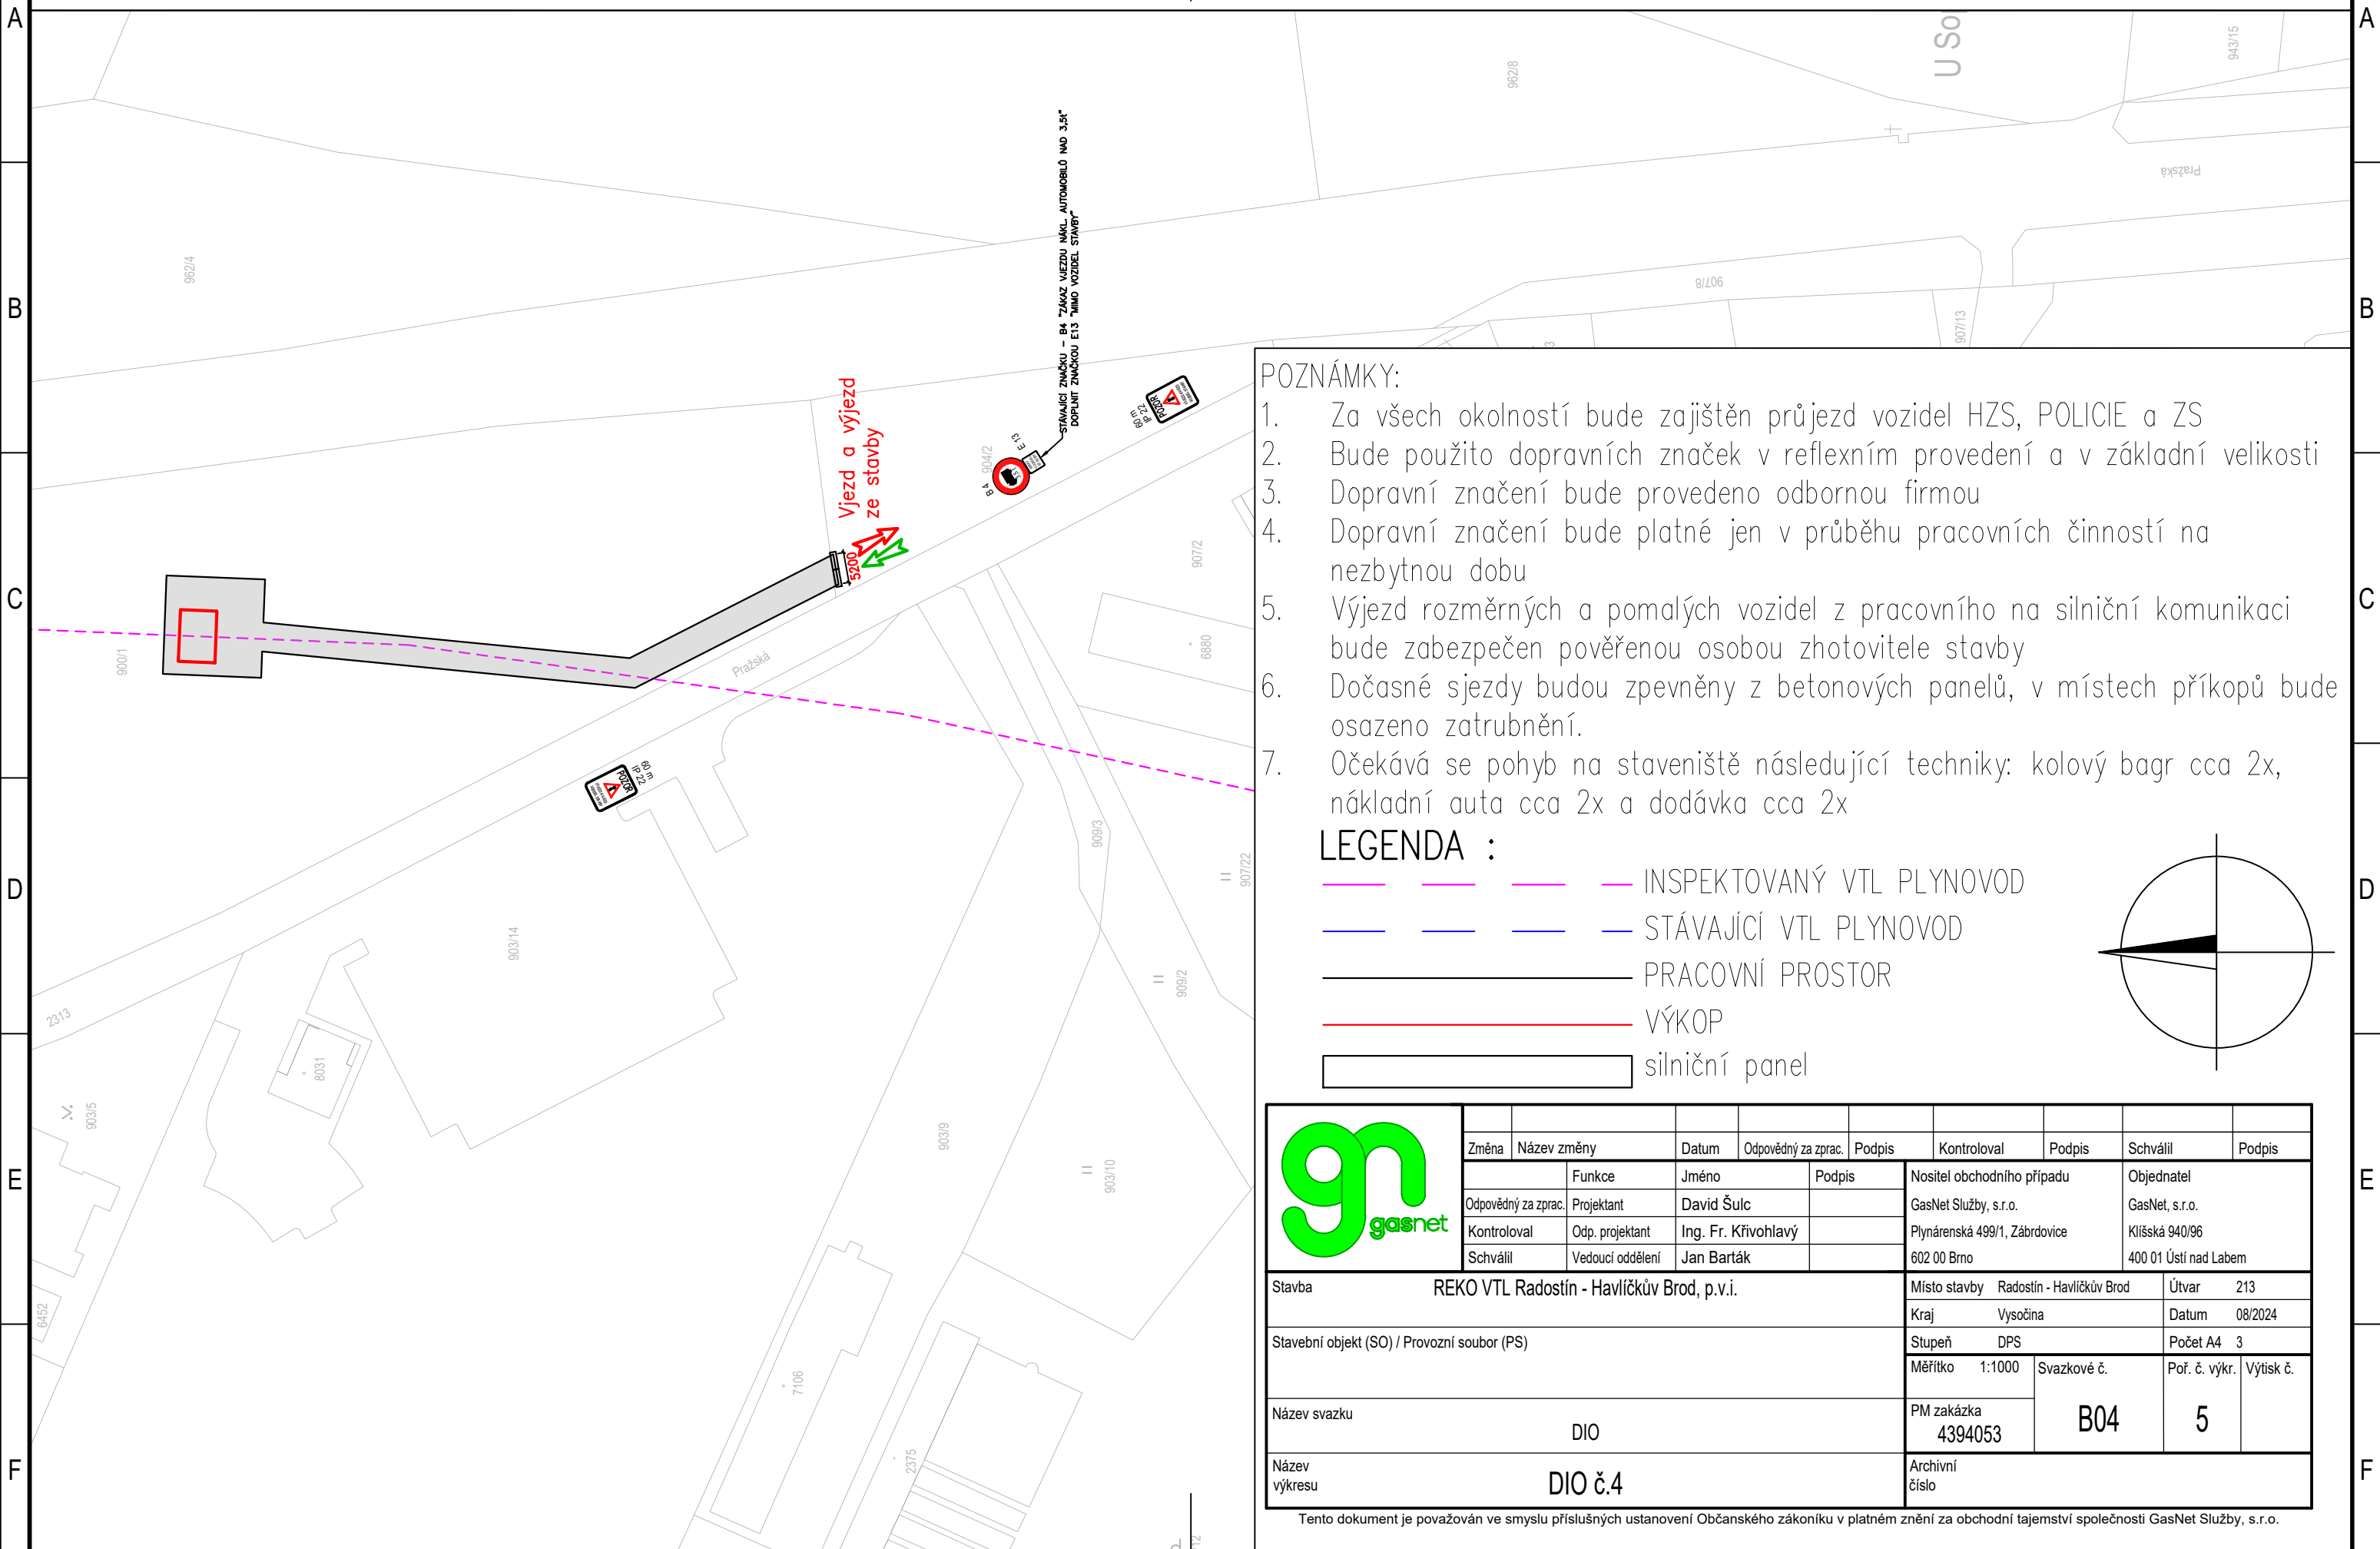 A
A
B
B
C
C
D
D
E
E
F
F
U So
943/15
962/8
Pražská
962/4
907/8
907/13
STÁVAJÍCÍ ZNAČKU – B4 "ZÁKAZ VJEZDU NÁKL. AUTOMOBILŮ NAD 3,5t"
DOPLNIT ZNAČKOU E13 "MIMO VOZIDEL STAVBY"
POZOR
IP 22
60 m
E 13
B 4
904/2
Vjezd a výjezd
ze stavby
5200
907/2
6880
900/1
Pražská
60 m
IP 22
POZOR
909/3
907/22
903/14
909/2
2313
8031
903/5
903/9
903/10
6452
7106
2375
POZNÁMKY:
1. Za všech okolností bude zajištěn průjezd vozidel HZS, POLICIE a ZS
2. Bude použito dopravních značek v reflexním provedení a v základní velikosti
3. Dopravní značení bude provedeno odbornou firmou
4. Dopravní značení bude platné jen v průběhu pracovních činností na
nezbytnou dobu
5. Výjezd rozměrných a pomalých vozidel z pracovního na silniční komunikaci
bude zabezpečen pověřenou osobou zhotovitele stavby
6. Dočasné sjezdy budou zpevněny z betonových panelů, v místech příkopů bude
osazeno zatrubnění.
7. Očekává se pohyb na staveniště následující techniky: kolový bagr cca 2x,
nákladní auta cca 2x a dodávka cca 2x
LEGENDA :
INSPEKTOVANÝ VTL PLYNOVOD
STÁVAJÍCÍ VTL PLYNOVOD
PRACOVNÍ PROSTOR
VÝKOP
silniční panel
gasnet
Změna Název změny Datum Odpovědný za zprac. Podpis Kontroloval Podpis Schválil Podpis
Funkce Jméno Podpis Nositel obchodního případu Objednatel
Odpovědný za zprac. Projektant David Šulc GasNet Služby, s.r.o. GasNet, s.r.o.
Kontroloval Odp. projektant Ing. Fr. Křivohlavý Plynárenská 499/1, Zábrdovice Klíšská 940/96
Schválil Vedoucí oddělení Jan Barták 602 00 Brno 400 01 Ústí nad Labem
Stavba REKO VTL Radostín - Havlíčkův Brod, p.v.i. Místo stavby Radostín - Havlíčkův Brod Útvar 213
Kraj Vysočina Datum 08/2024
Stavební objekt (SO) / Provozní soubor (PS) Stupeň DPS Počet A4 3
Měřítko 1:1000 Svazkové č. Poř. č. výkr. Výtisk č.
Název svazku DIO PM zakázka 4394053 B04 5
Název
výkresu DIO č.4 Archivní
číslo
Tento dokument je považován ve smyslu příslušných ustanovení Občanského zákoníku v platném znění za obchodní tajemství společnosti GasNet Služby, s.r.o.